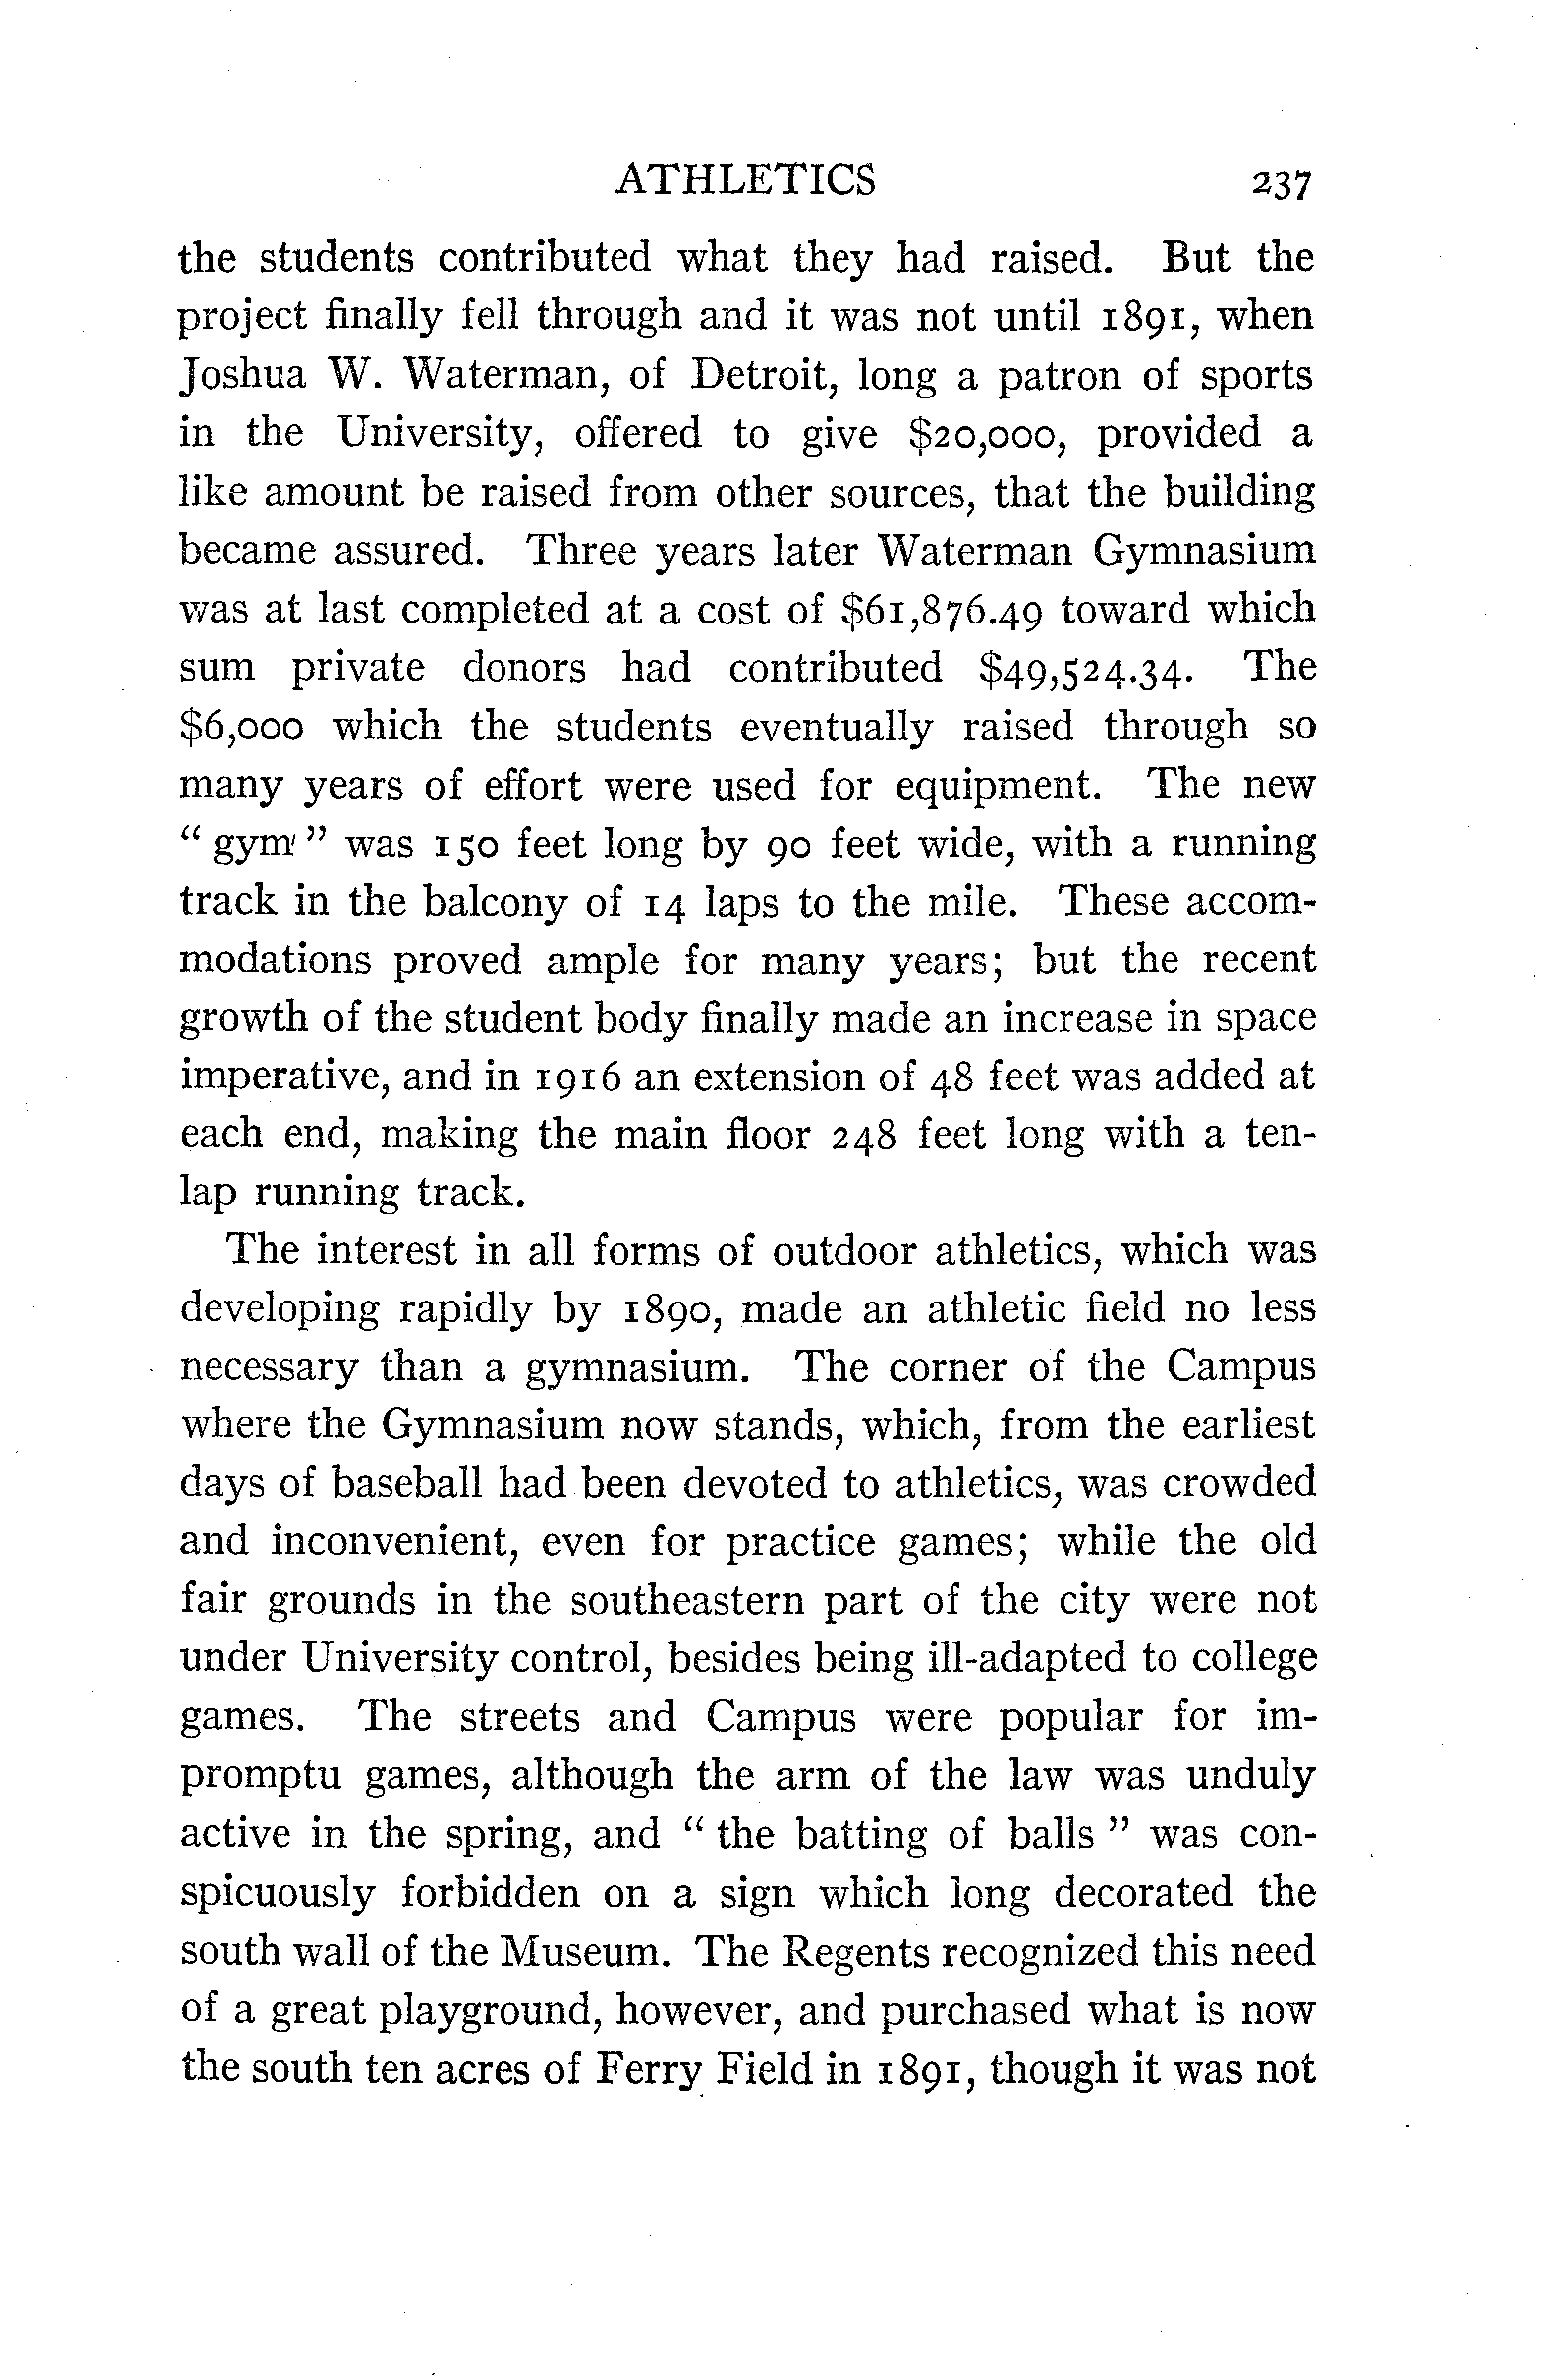 ATHLETICS 237
the students contributed what they had raised. But the
project finally fell through and it was not until 1891, when
Joshua W. Waterman, of Detroit, long a patron of sports
in the University, offered to give $20,000, provided a
like amount be raised from other sources, that the building
became assured. Three years later Waterman Gymnasium
was at last completed at a cost of $61,876.49 toward which
sum private donors had contributed $49,524.34. The
$6,000 which the students eventually raised through so
many years of effort were used for equipment. The new
“ gym ” was 150 feet long by 90 feet wide, with a running
track in the balcony of 14 laps to the mile. These accom-
modations proved ample for many years; but the recent
growth of the student body finally made an increase in space
imperative, and in 1916 an extension of 48 feet was added at
each end, making the main floor 248 feet long with a ten-
lap running track.
The interest in all forms of outdoor athletics, which was
developing rapidly by 1890, made an athletic field no less
necessary than a gymnasium. The corner of the Campus
where the Gymnasium now stands, which, from the earliest
days of baseball had been devoted to athletics, was crowded
and inconvenient, even for practice games; while the old
fair grounds in the southeastern part of the city were not
under University control, besides being ill-adapted to college
games. The streets and Campus were popular for im-
promptu games, although the arm of the law was unduly
active in the spring, and “ the batting of balls ” was con-
spicuously forbidden on a sign which long decorated the
south wall of the Museum. The Regents recognized this need
of a great playground, however, and purchased what is now
the south ten acres of Ferry Field in 1891, though it was not